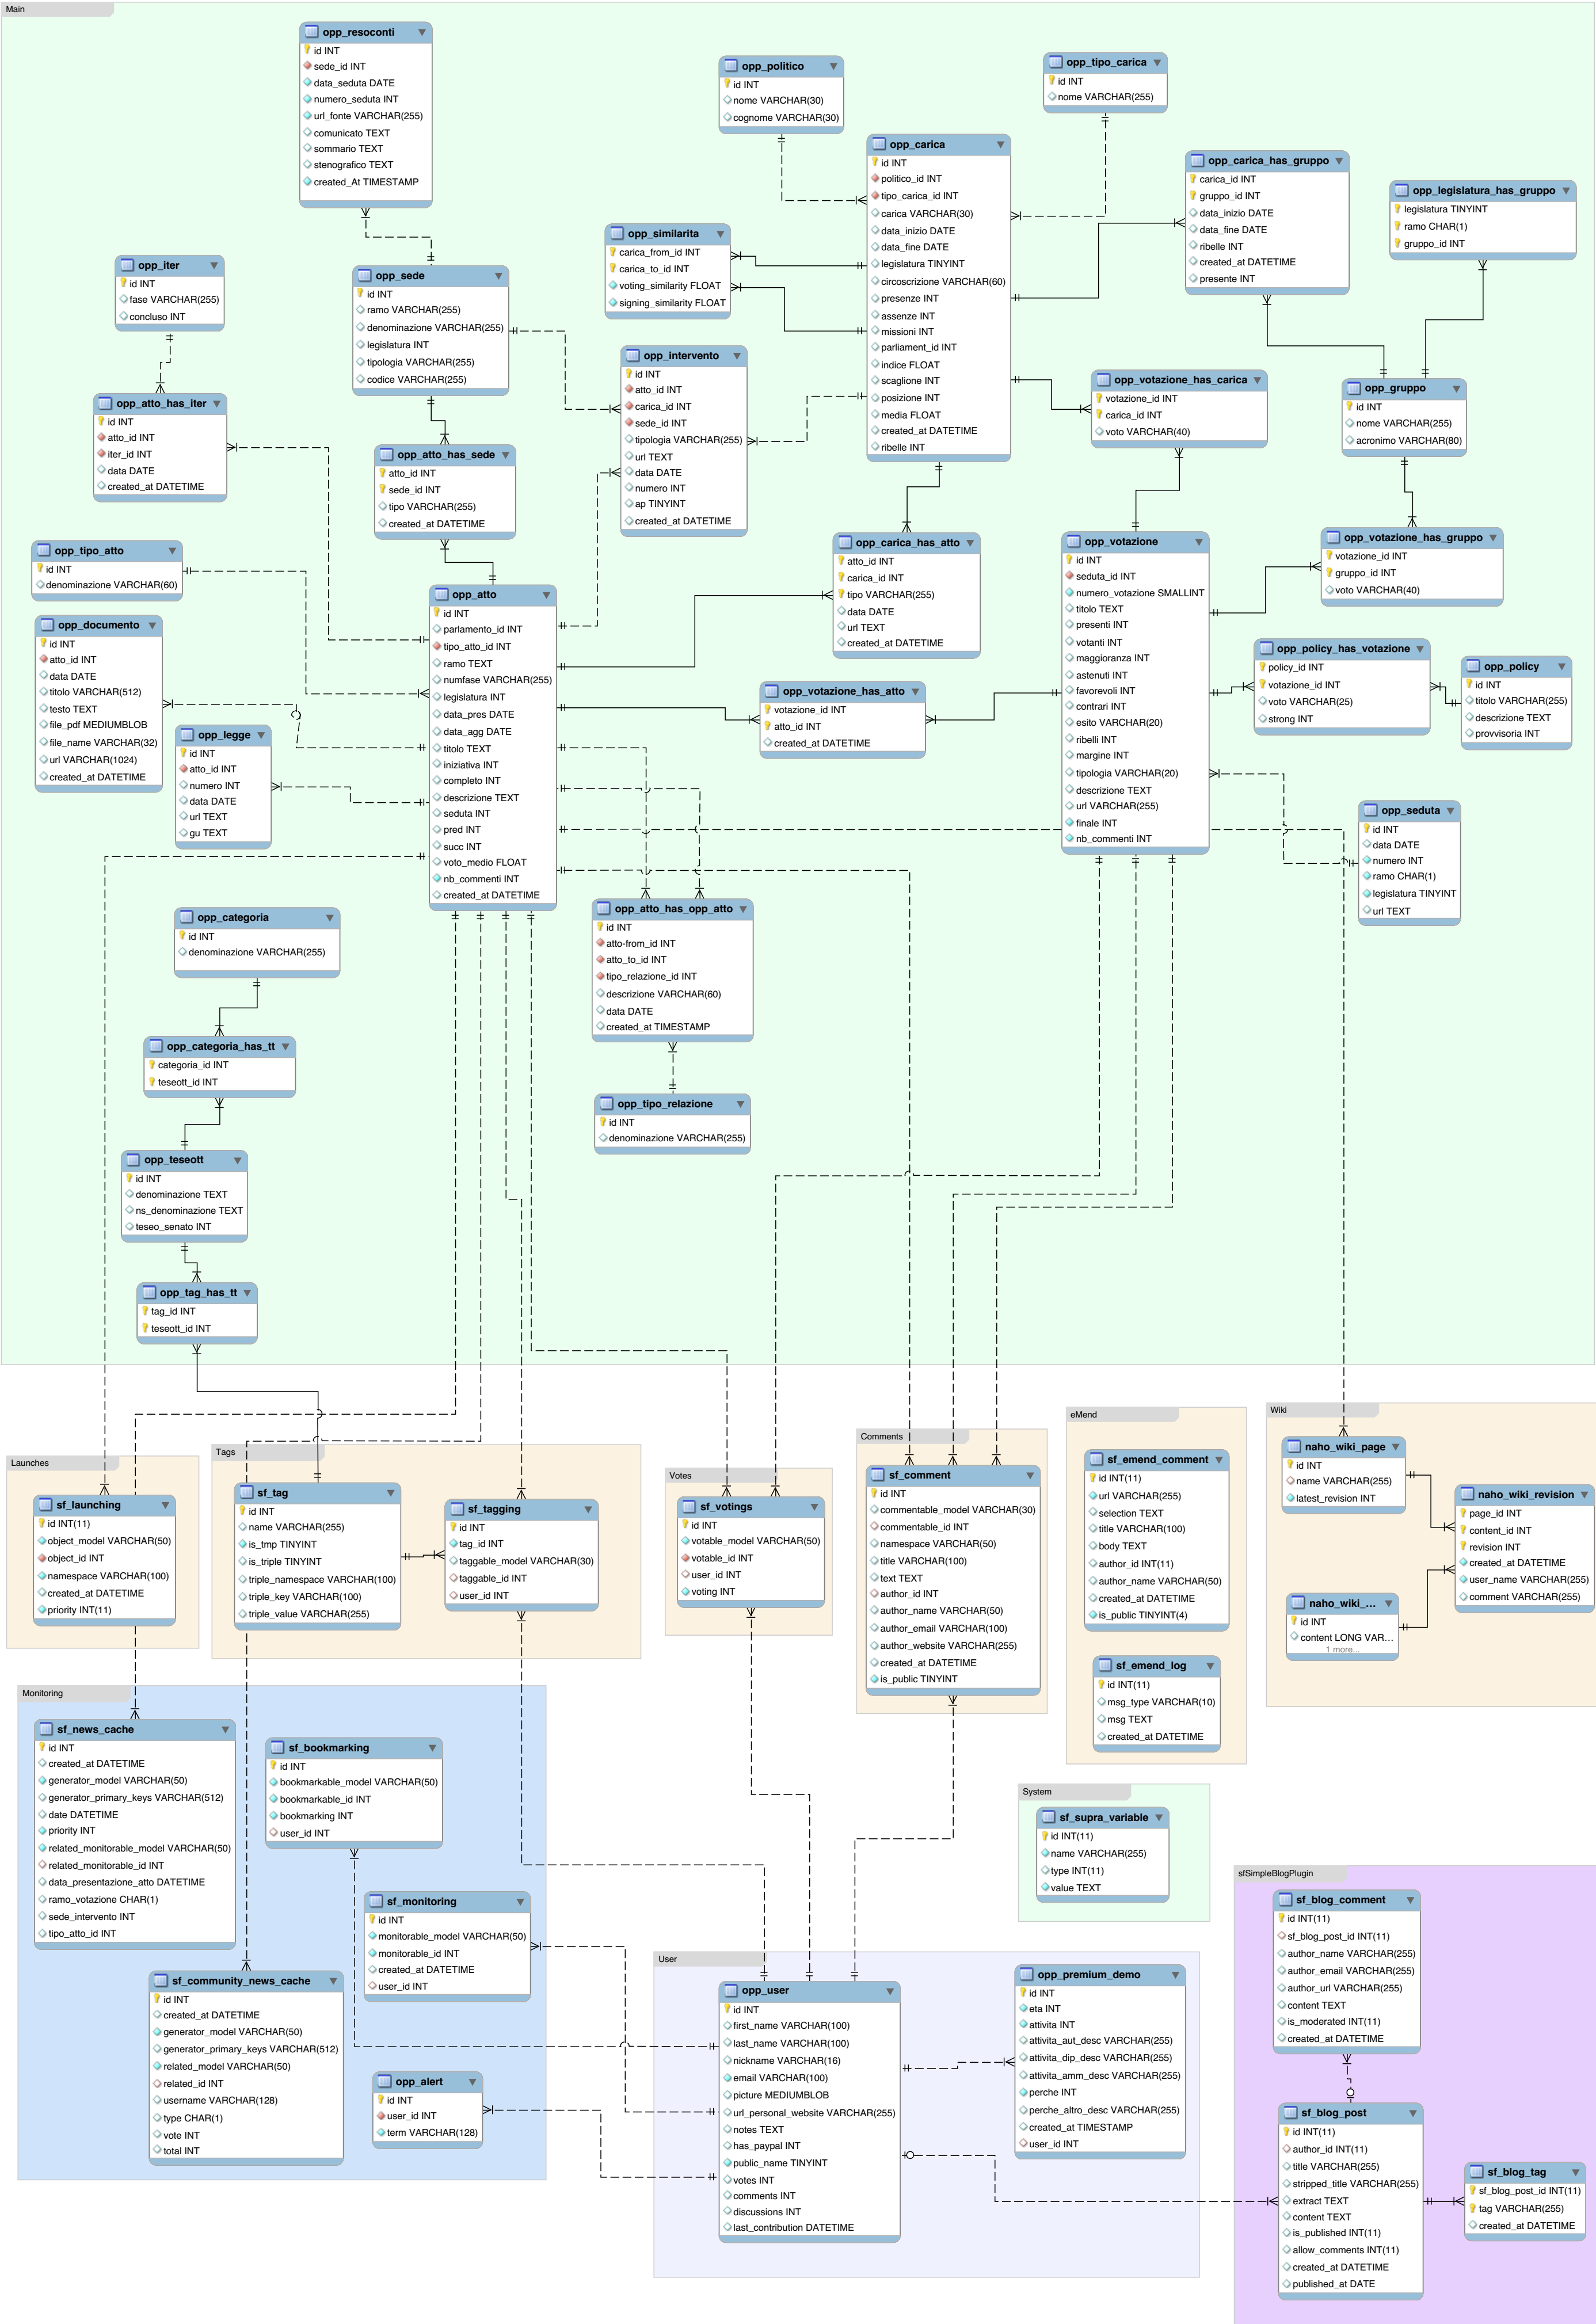 Main
opp_resoconti
id INT
sede_id INT
data_seduta DATE
numero_seduta INT
url_fonte VARCHAR(255)
comunicato TEXT
sommario TEXT
stenografico TEXT
created_At TIMESTAMP
opp_politico
id INT
nome VARCHAR(30)
cognome VARCHAR(30)
opp_tipo_carica
id INT
nome VARCHAR(255)
opp_carica
id INT
politico_id INT
tipo_carica_id INT
carica VARCHAR(30)
data_inizio DATE
data_fine DATE
legislatura TINYINT
circoscrizione VARCHAR(60)
presenze INT
assenze INT
missioni INT
parliament_id INT
indice FLOAT
scaglione INT
posizione INT
media FLOAT
created_at DATETIME
ribelle INT
opp_carica_has_gruppo
carica_id INT
gruppo_id INT
data_inizio DATE
data_fine DATE
ribelle INT
created_at DATETIME
presente INT
opp_legislatura_has_gruppo
legislatura TINYINT
ramo CHAR(1)
gruppo_id INT
opp_similarita
carica_from_id INT
carica_to_id INT
voting_similarity FLOAT
signing_similarity FLOAT
opp_iter
id INT
fase VARCHAR(255)
concluso INT
opp_sede
id INT
ramo VARCHAR(255)
denominazione VARCHAR(255)
legislatura INT
tipologia VARCHAR(255)
codice VARCHAR(255)
opp_intervento
id INT
atto_id INT
carica_id INT
sede_id INT
tipologia VARCHAR(255)
url TEXT
data DATE
numero INT
ap TINYINT
created_at DATETIME
opp_votazione_has_carica
votazione_id INT
carica_id INT
voto VARCHAR(40)
opp_gruppo
id INT
nome VARCHAR(255)
acronimo VARCHAR(80)
opp_atto_has_iter
id INT
atto_id INT
iter_id INT
data DATE
created_at DATETIME
opp_atto_has_sede
atto_id INT
sede_id INT
tipo VARCHAR(255)
created_at DATETIME
opp_tipo_atto
id INT
denominazione VARCHAR(60)
opp_carica_has_atto
atto_id INT
carica_id INT
tipo VARCHAR(255)
data DATE
url TEXT
created_at DATETIME
opp_votazione
id INT
seduta_id INT
numero_votazione SMALLINT
titolo TEXT
presenti INT
votanti INT
maggioranza INT
astenuti INT
favorevoli INT
contrari INT
esito VARCHAR(20)
ribelli INT
margine INT
tipologia VARCHAR(20)
descrizione TEXT
url VARCHAR(255)
finale INT
nb_commenti INT
opp_votazione_has_gruppo
votazione_id INT
gruppo_id INT
voto VARCHAR(40)
opp_atto
id INT
parlamento_id INT
tipo_atto_id INT
ramo TEXT
numfase VARCHAR(255)
legislatura INT
data_pres DATE
data_agg DATE
titolo TEXT
iniziativa INT
completo INT
descrizione TEXT
seduta INT
pred INT
succ INT
voto_medio FLOAT
nb_commenti INT
created_at DATETIME
opp_documento
id INT
atto_id INT
data DATE
titolo VARCHAR(512)
testo TEXT
file_pdf MEDIUMBLOB
file_name VARCHAR(32)
url VARCHAR(1024)
created_at DATETIME
opp_legge
id INT
atto_id INT
numero INT
data DATE
url TEXT
gu TEXT
opp_votazione_has_atto
votazione_id INT
atto_id INT
created_at DATETIME
opp_policy_has_votazione
policy_id INT
votazione_id INT
voto VARCHAR(25)
strong INT
opp_policy
id INT
titolo VARCHAR(255)
descrizione TEXT
provvisoria INT
opp_seduta
id INT
data DATE
numero INT
ramo CHAR(1)
legislatura TINYINT
url TEXT
opp_categoria
id INT
denominazione VARCHAR(255)
opp_atto_has_opp_atto
id INT
atto-from_id INT
atto_to_id INT
tipo_relazione_id INT
descrizione VARCHAR(60)
data DATE
created_at TIMESTAMP
opp_categoria_has_tt
categoria_id INT
teseott_id INT
opp_tipo_relazione
id INT
denominazione VARCHAR(255)
opp_teseott
id INT
denominazione TEXT
ns_denominazione TEXT
teseo_senato INT
opp_tag_has_tt
tag_id INT
teseott_id INT
Launches
sf_launching
id INT(11)
object_model VARCHAR(50)
object_id INT
namespace VARCHAR(100)
created_at DATETIME
priority INT(11)
Tags
sf_tag
id INT
name VARCHAR(255)
is_tmp TINYINT
is_triple TINYINT
triple_namespace VARCHAR(100)
triple_key VARCHAR(100)
triple_value VARCHAR(255)
sf_tagging
id INT
tag_id INT
taggable_model VARCHAR(30)
taggable_id INT
user_id INT
Votes
sf_votings
id INT
votable_model VARCHAR(50)
votable_id INT
user_id INT
voting INT
Comments
sf_comment
id INT
commentable_model VARCHAR(30)
commentable_id INT
namespace VARCHAR(50)
title VARCHAR(100)
text TEXT
author_id INT
author_name VARCHAR(50)
author_email VARCHAR(100)
author_website VARCHAR(255)
created_at DATETIME
is_public TINYINT
eMend
sf_emend_comment
id INT(11)
url VARCHAR(255)
selection TEXT
title VARCHAR(100)
body TEXT
author_id INT(11)
author_name VARCHAR(50)
created_at DATETIME
is_public TINYINT(4)
sf_emend_log
id INT(11)
msg_type VARCHAR(10)
msg TEXT
created_at DATETIME
Wiki
naho_wiki_page
id INT
name VARCHAR(255)
latest_revision INT
naho_wiki_revision
page_id INT
content_id INT
revision INT
created_at DATETIME
user_name VARCHAR(255)
comment VARCHAR(255)
naho_wiki_...
id INT
content LONG VAR...
1 more...
Monitoring
sf_news_cache
id INT
created_at DATETIME
generator_model VARCHAR(50)
generator_primary_keys VARCHAR(512)
date DATETIME
priority INT
related_monitorable_model VARCHAR(50)
related_monitorable_id INT
data_presentazione_atto DATETIME
ramo_votazione CHAR(1)
sede_intervento INT
tipo_atto_id INT
sf_bookmarking
id INT
bookmarkable_model VARCHAR(50)
bookmarkable_id INT
bookmarking INT
user_id INT
sf_monitoring
id INT
monitorable_model VARCHAR(50)
monitorable_id INT
created_at DATETIME
user_id INT
sf_community_news_cache
id INT
created_at DATETIME
generator_model VARCHAR(50)
generator_primary_keys VARCHAR(512)
related_model VARCHAR(50)
related_id INT
username VARCHAR(128)
type CHAR(1)
vote INT
total INT
opp_alert
id INT
user_id INT
term VARCHAR(128)
System
sf_supra_variable
id INT(11)
name VARCHAR(255)
type INT(11)
value TEXT
User
opp_user
id INT
first_name VARCHAR(100)
last_name VARCHAR(100)
nickname VARCHAR(16)
email VARCHAR(100)
picture MEDIUMBLOB
url_personal_website VARCHAR(255)
notes TEXT
has_paypal INT
public_name TINYINT
votes INT
comments INT
discussions INT
last_contribution DATETIME
opp_premium_demo
id INT
eta INT
attivita INT
attivita_aut_desc VARCHAR(255)
attivita_dip_desc VARCHAR(255)
attivita_amm_desc VARCHAR(255)
perche INT
perche_altro_desc VARCHAR(255)
created_at TIMESTAMP
user_id INT
sfSimpleBlogPlugin
sf_blog_comment
id INT(11)
sf_blog_post_id INT(11)
author_name VARCHAR(255)
author_email VARCHAR(255)
author_url VARCHAR(255)
content TEXT
is_moderated INT(11)
created_at DATETIME
sf_blog_post
id INT(11)
author_id INT(11)
title VARCHAR(255)
stripped_title VARCHAR(255)
extract TEXT
content TEXT
is_published INT(11)
allow_comments INT(11)
created_at DATETIME
published_at DATE
sf_blog_tag
sf_blog_post_id INT(11)
tag VARCHAR(255)
created_at DATETIME